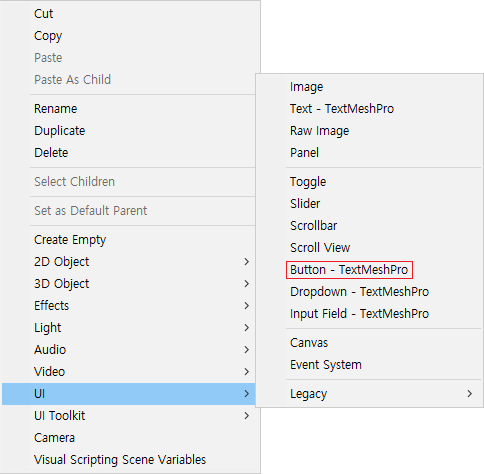 Cut
Copy
Paste
Paste As Child
Rename
Duplicate
Delete
Select Children
Set as Default Parent
Create Empty
2D Object
3D Object
Effects
Light
Audio
Video
UI
UI Toolkit
Camera
Visual Scripting Scene Variables
Image
Text - TextMeshPro
Raw Image
Panel
Toggle
Slider
Scrollbar
Scroll View
Button - TextMeshPro
Dropdown - TextMeshPro
Input Field - TextMeshPro
Canvas
Event System
Legacy